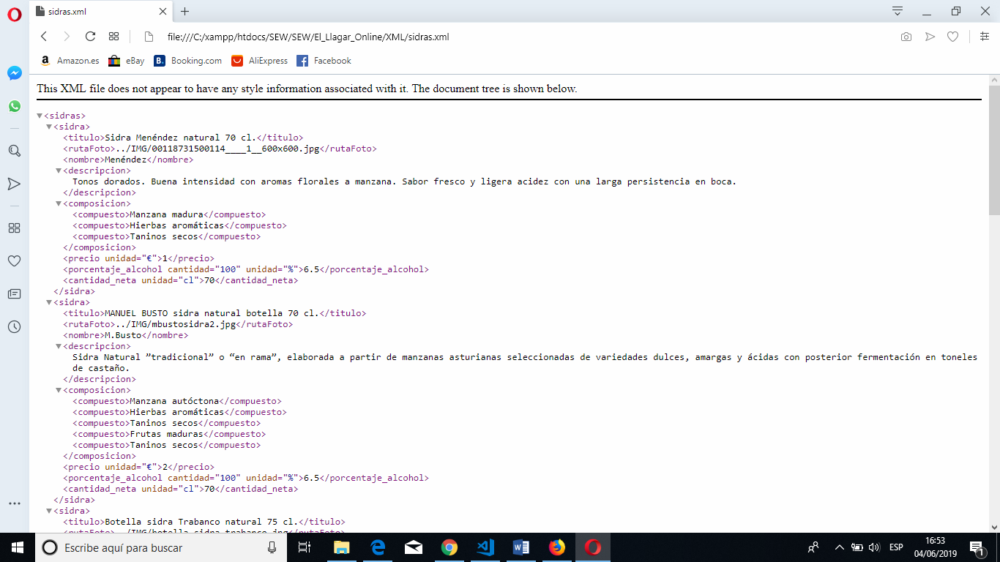 sidras.xml
file:///C:/xampp/htdocs/SEW/SEW/El_Llagar_Online/XML/sidras.xml
Amazon.es eBay Booking.com AliExpress Facebook
This XML file does not appear to have any style information associated with it. The document tree is shown below.
<sidras>
<sidra>
<titulo>Sidra Menéndez natural 70 cl.</titulo>
<rutaFoto>../IMG/00118731500114____1__600x600.jpg</rutaFoto>
<nombre>Menéndez</nombre>
<descripcion>
Tonos dorados. Buena intensidad con aromas florales a manzana. Sabor fresco y ligera acidez con una larga persistencia en boca.
</descripcion>
<composicion>
<compuesto>Manzana madura</compuesto>
<compuesto>Hierbas aromáticas</compuesto>
<compuesto>Taninos secos</compuesto>
</composicion>
<precio unidad="€">1</precio>
<porcentaje_alcohol cantidad="100" unidad="%">6.5</porcentaje_alcohol>
<cantidad_neta unidad="cl">70</cantidad_neta>
</sidra>
<sidra>
<titulo>MANUEL BUSTO sidra natural botella 70 cl.</titulo>
<rutaFoto>../IMG/mbustosidra2.jpg</rutaFoto>
<nombre>M.Busto</nombre>
<descripcion>
Sidra Natural ”tradicional” o “en rama”, elaborada a partir de manzanas asturianas seleccionadas de variedades dulces, amargas y ácidas con posterior fermentación en toneles
de castaño.
</descripcion>
<composicion>
<compuesto>Manzana autóctona</compuesto>
<compuesto>Hierbas aromáticas</compuesto>
<compuesto>Taninos secos</compuesto>
<compuesto>Frutas maduras</compuesto>
<compuesto>Taninos secos</compuesto>
</composicion>
<precio unidad="€">2</precio>
<porcentaje_alcohol cantidad="100" unidad="%">6.5</porcentaje_alcohol>
<cantidad_neta unidad="cl">70</cantidad_neta>
</sidra>
<sidra>
<titulo>Botella sidra Trabanco natural 75 cl.</titulo>
<rutaFoto>../IMG/botella_sidra_trabanco.jpg</rutaFoto>
Escribe aquí para buscar
ESP
16:53
04/06/2019
1